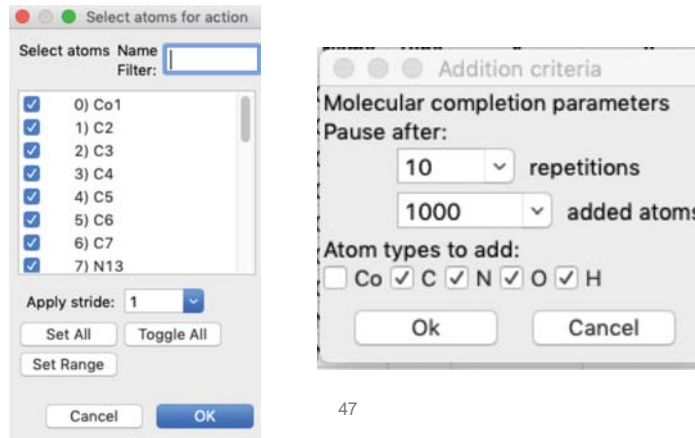 Select atoms for action
Select atoms Name
Filter:
0) Co1
1) C2
2) C3
3) C4
4) C5
5) C6
6) C7
7) N13
Apply stride: 1
Set All Toggle All
Set Range
Cancel OK
Addition criteria
Molecular completion parameters
Pause after:
10 repetitions
1000 added atoms
Atom types to add:
Co C N O H
Ok Cancel
47